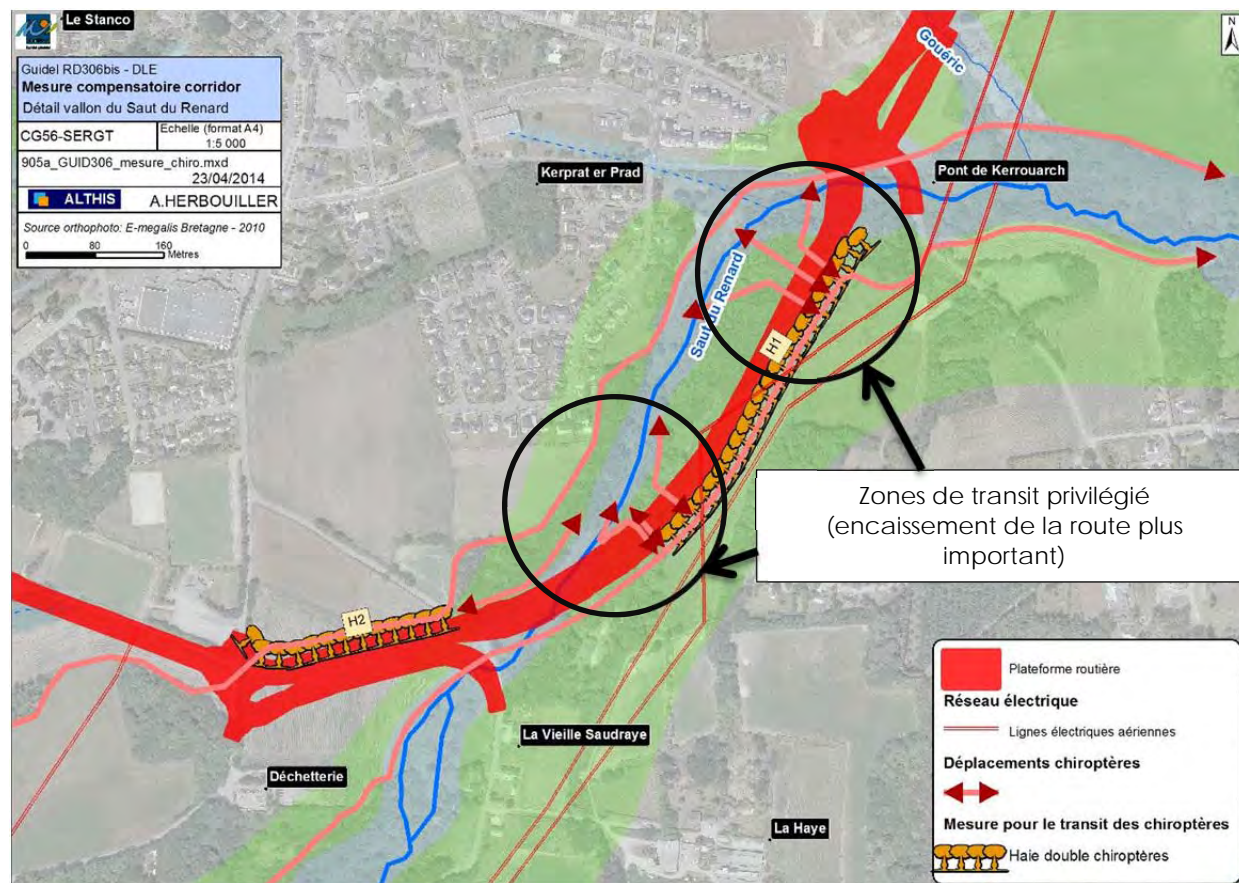 Le Stanco
Guidel RD306bis - DLE
Mesure compensatoire corridor
Détail vallon du Saut du Renard
CG56-SERGT
Echelle (format A4)
1:5 000
905a_GUID306_mesure_chiro.mxd
23/04/2014
ALTHIS
A.HERBOUILLER
Source orthophoto: E-megalis Bretagne - 2010
0 80 160
Mètres
N
Gouéric
Kerprat er Prad
Pont de Kerrouarch
Saut du Renard
H1
Zones de transit privilégié
(encaissement de la route plus
important)
H2
La Vieille Saudraye
Déchetterie
La Haye
Plateforme routière
Réseau électrique
Lignes électriques aériennes
Déplacements chiroptères
Mesure pour le transit des chiroptères
Haie double chiroptères